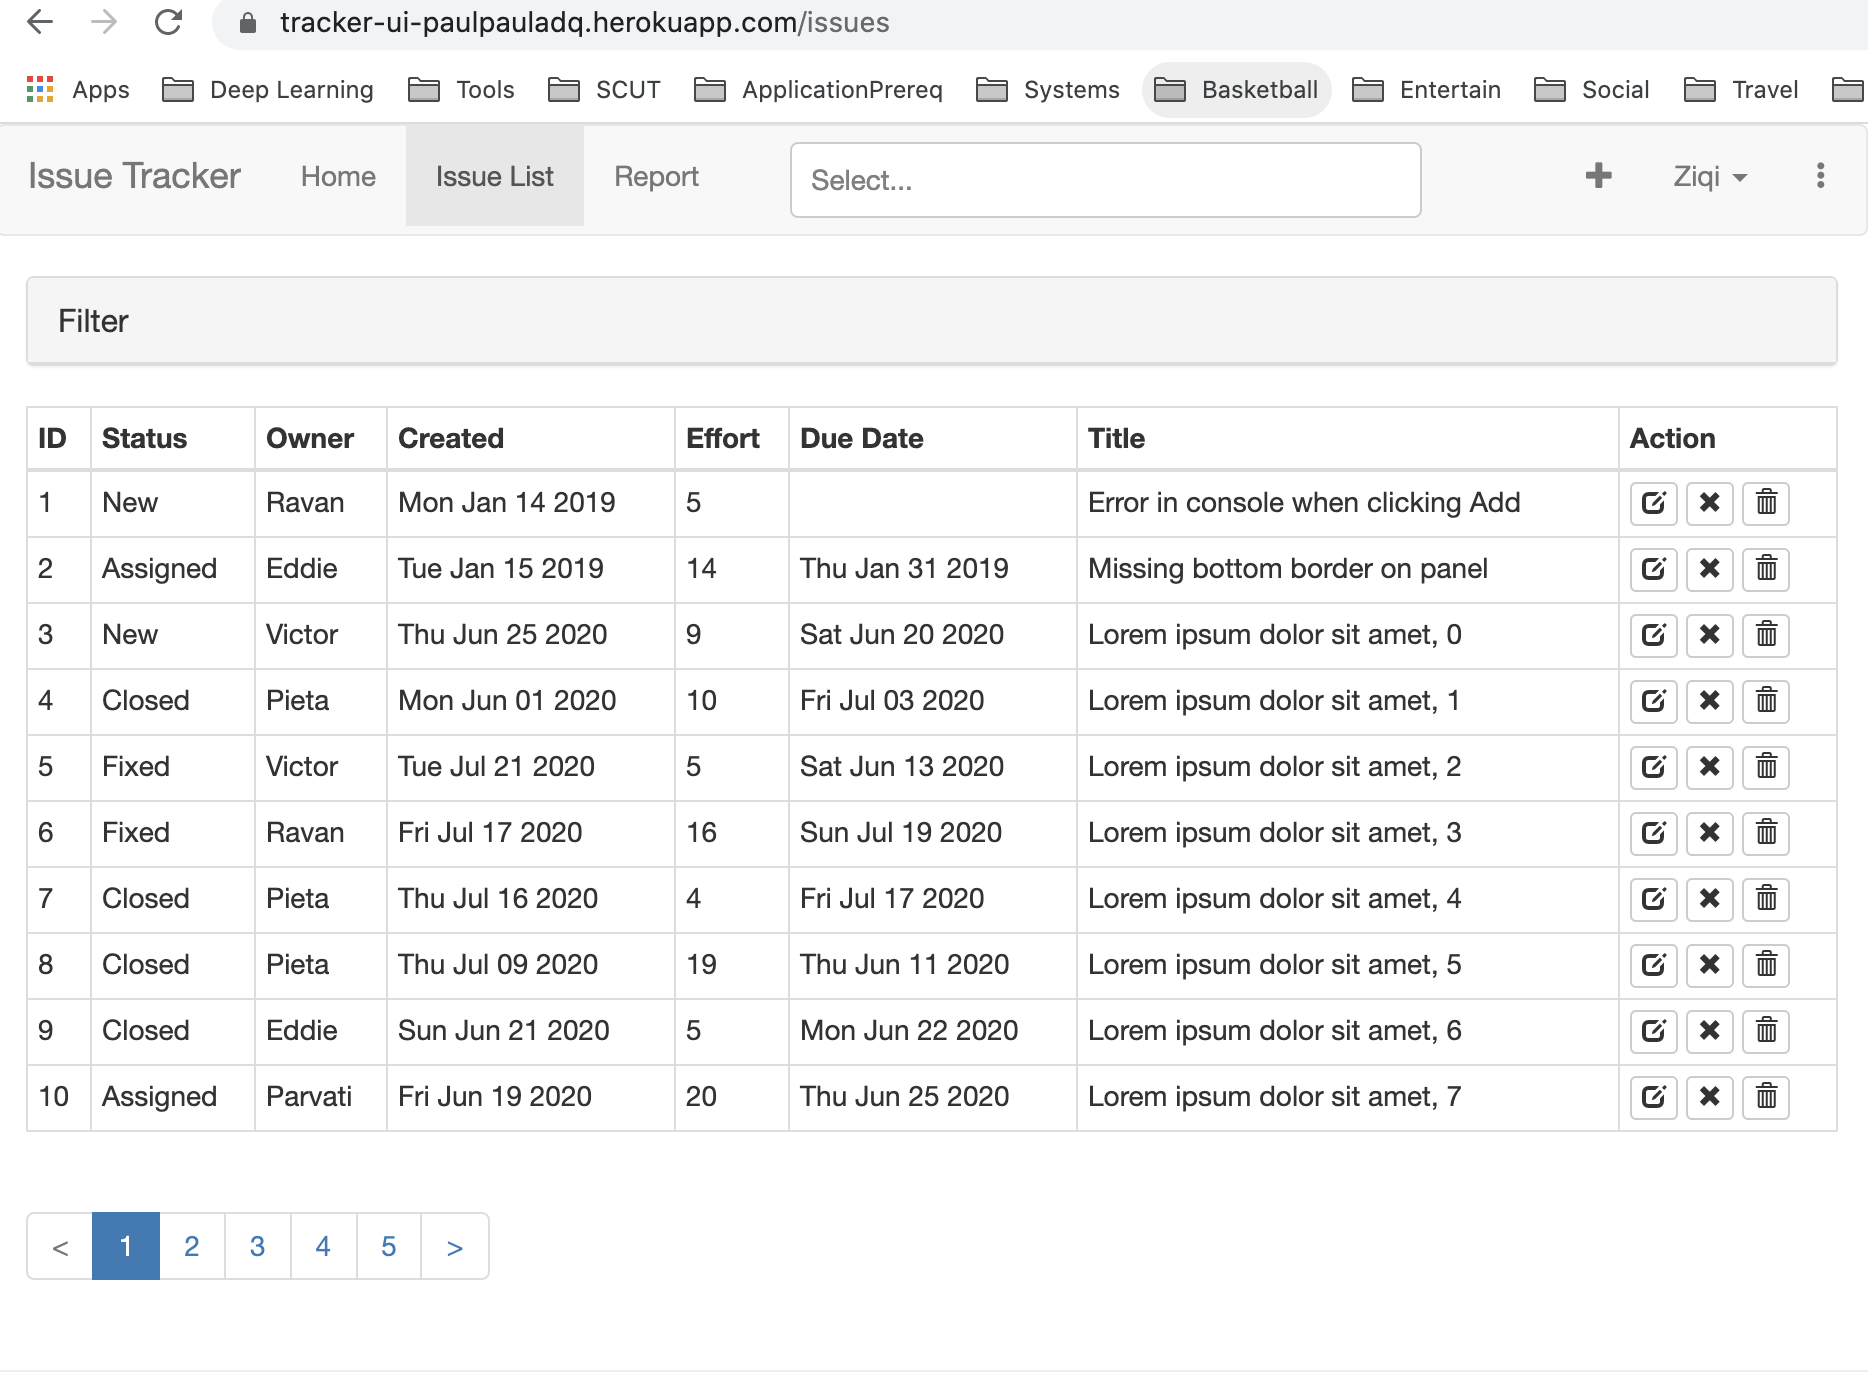 tracker-ui-paulpauladq.herokuapp.com/issues
Apps Deep Learning Tools SCUT ApplicationPrereq Systems Basketball Entertain Social Travel
Issue Tracker Home Issue List Report Select... Ziqi
Filter
ID Status Owner Created Effort Due Date Title Action
1 New Ravan Mon Jan 14 2019 5 Error in console when clicking Add
2 Assigned Eddie Tue Jan 15 2019 14 Thu Jan 31 2019 Missing bottom border on panel
3 New Victor Thu Jun 25 2020 9 Sat Jun 20 2020 Lorem ipsum dolor sit amet, 0
4 Closed Pieta Mon Jun 01 2020 10 Fri Jul 03 2020 Lorem ipsum dolor sit amet, 1
5 Fixed Victor Tue Jul 21 2020 5 Sat Jun 13 2020 Lorem ipsum dolor sit amet, 2
6 Fixed Ravan Fri Jul 17 2020 16 Sun Jul 19 2020 Lorem ipsum dolor sit amet, 3
7 Closed Pieta Thu Jul 16 2020 4 Fri Jul 17 2020 Lorem ipsum dolor sit amet, 4
8 Closed Pieta Thu Jul 09 2020 19 Thu Jun 11 2020 Lorem ipsum dolor sit amet, 5
9 Closed Eddie Sun Jun 21 2020 5 Mon Jun 22 2020 Lorem ipsum dolor sit amet, 6
10 Assigned Parvati Fri Jun 19 2020 20 Thu Jun 25 2020 Lorem ipsum dolor sit amet, 7
< 1 2 3 4 5 >